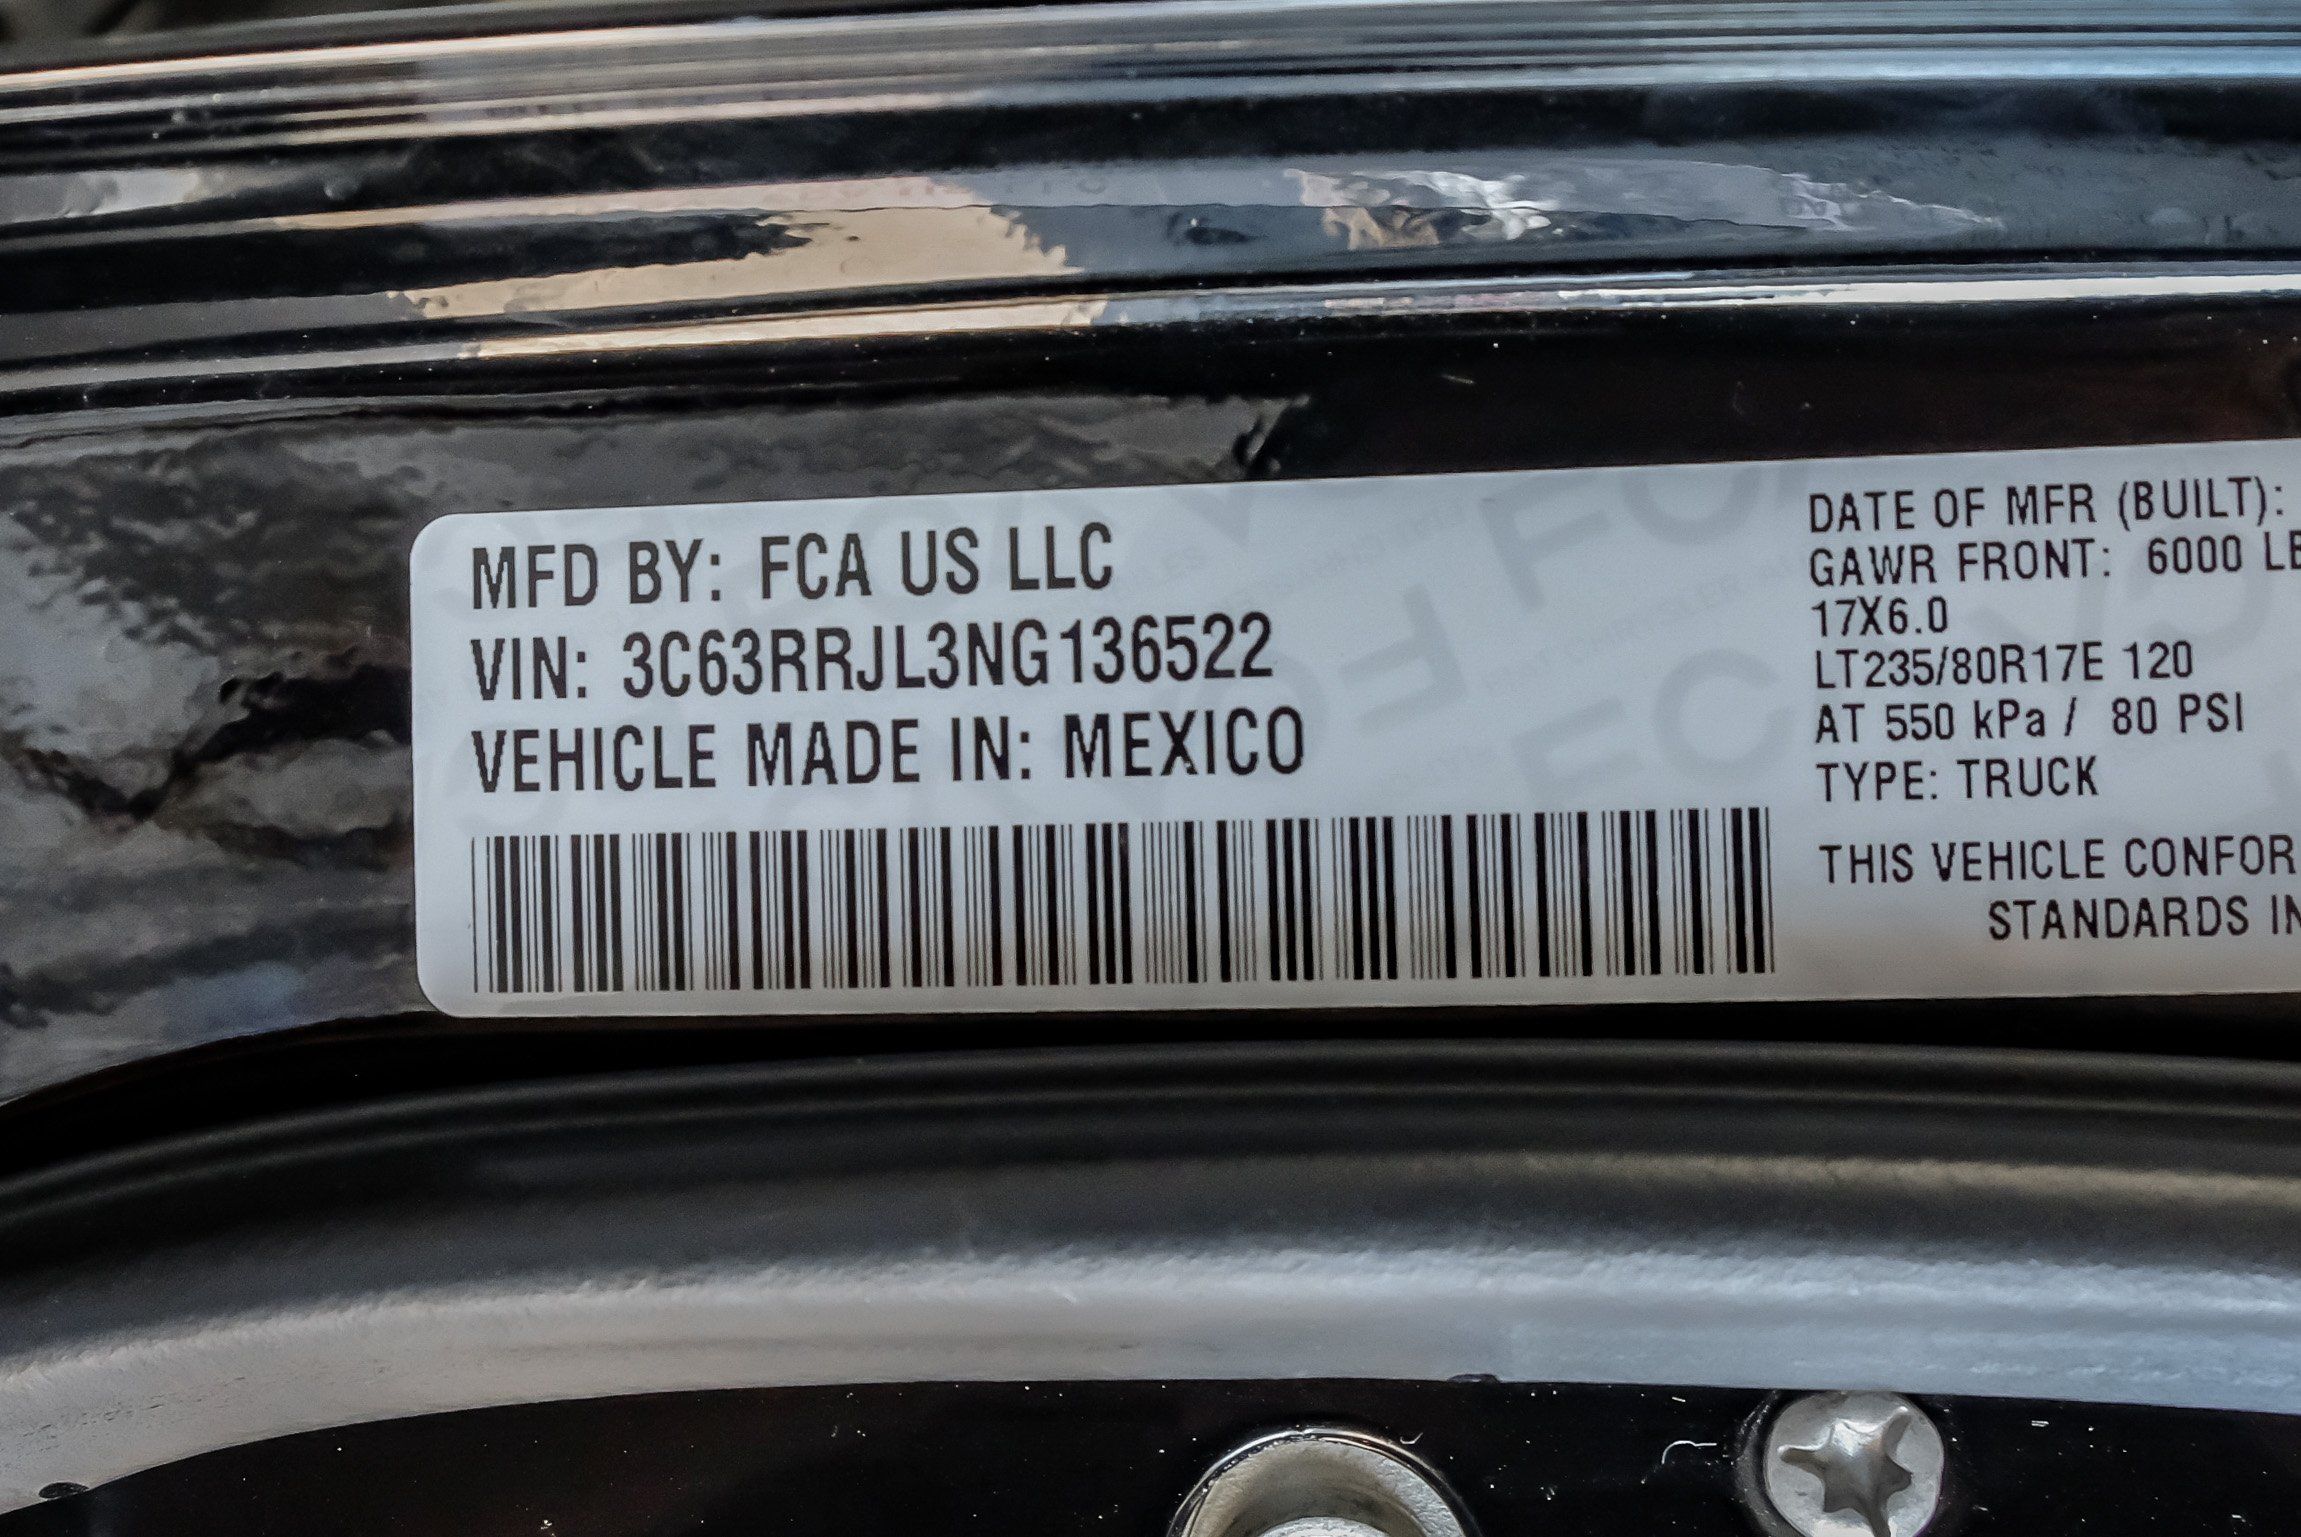 MFD BY: FCA US LLC
VIN: 3C63RRJL3NG136522
VEHICLE MADE IN: MEXICO
DATE OF MFR (BUILT):
GAWR FRONT: 6000
17X6.0
LT235/80R17E 120
AT 550 kPa / 80 PSI
TYPE: TRUCK
THIS VEHICLE
STANDARDS